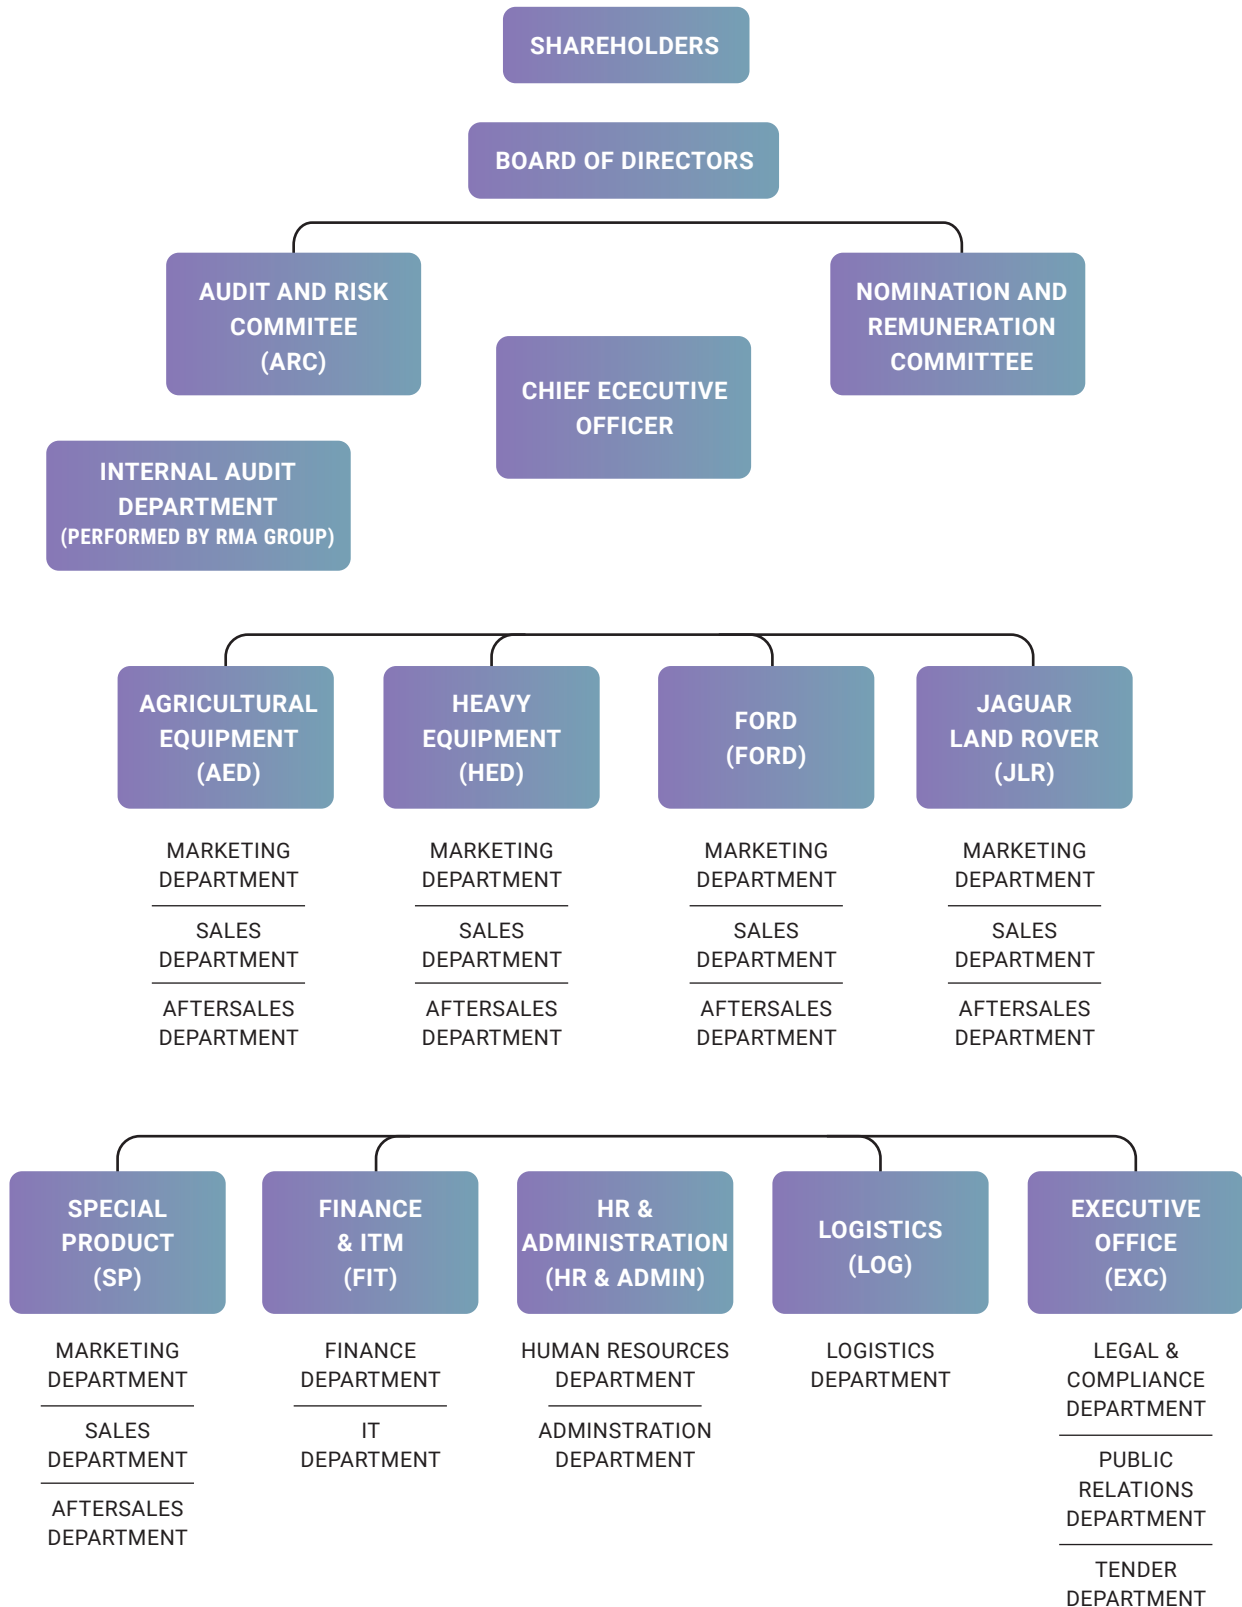 SHAREHOLDERS
BOARD OF DIRECTORS
AUDIT AND RISK
COMMITEE
(ARC)
NOMINATION AND
REMUNERATION
COMMITTEE
CHIEF ECECUTIVE
OFFICER
INTERNAL AUDIT
DEPARTMENT
(PERFORMED BY RMA GROUP)
AGRICULTURAL
EQUIPMENT
(AED)
MARKETING
DEPARTMENT
SALES
DEPARTMENT
AFTERSALES
DEPARTMENT
HEAVY
EQUIPMENT
(HED)
MARKETING
DEPARTMENT
SALES
DEPARTMENT
AFTERSALES
DEPARTMENT
FORD
(FORD)
MARKETING
DEPARTMENT
SALES
DEPARTMENT
AFTERSALES
DEPARTMENT
JAGUAR
LAND ROVER
(JLR)
MARKETING
DEPARTMENT
SALES
DEPARTMENT
AFTERSALES
DEPARTMENT
SPECIAL
PRODUCT
(SP)
MARKETING
DEPARTMENT
SALES
DEPARTMENT
AFTERSALES
DEPARTMENT
FINANCE
& ITM
(FIT)
FINANCE
DEPARTMENT
IT
DEPARTMENT
HR &
ADMINISTRATION
(HR & ADMIN)
HUMAN RESOURCES
DEPARTMENT
ADMINSTRATION
DEPARTMENT
LOGISTICS
(LOG)
LOGISTICS
DEPARTMENT
EXECUTIVE
OFFICE
(EXC)
LEGAL &
COMPLIANCE
DEPARTMENT
PUBLIC
RELATIONS
DEPARTMENT
TENDER
DEPARTMENT